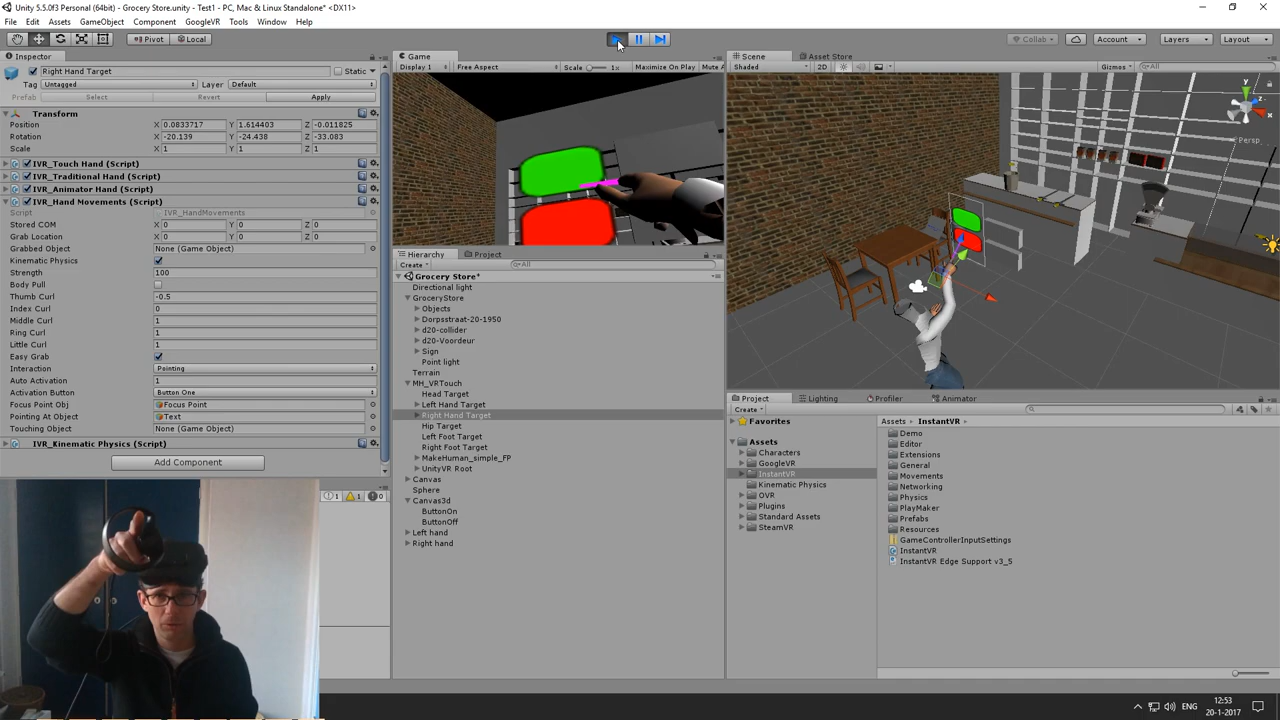 Unity 5.5.0f3 Personal (64bit) - Grocery Store.unity - Test1 - PC, Mac & Linux Standalone* <DX11>
File Edit Assets GameObject Component GoogleVR Tools Window Help
Pivot Local Collab Account Layers Layout
Inspector
Right Hand Target Static
Tag Untagged Layer Default
Prefab Select Revert Apply
Transform
Position X 0.0833717 Y 1.614403 Z -0.011825
Rotation X -20.139 Y -24.438 Z -33.083
Scale X 1 Y 1 Z 1
IVR_Touch Hand (Script)
IVR_Traditional Hand (Script)
IVR_Animator Hand (Script)
IVR_Hand Movements (Script)
Script IVR_HandMovements
Stored COM X 0 Y 0 Z 0
Grab Location X 0 Y 0 Z 0
Grabbed Object None (Game Object)
Kinematic Physics
Strength 100
Body Pull
Thumb Curl -0.5
Index Curl 0
Middle Curl 1
Ring Curl 1
Little Curl 1
Easy Grab
Interaction Pointing
Auto Activation 1
Activation Button Button One
Focus Point Obj Focus Point
Pointing At Object Text
Touching Object None (Game Object)
IVR_Kinematic Physics (Script)
Add Component
1 1 0
Game
Display 1 Free Aspect Scale 1x Maximize On Play Mute A
Hierarchy Project
Create All
Grocery Store*
Directional light
GroceryStore
Objects
Dorpsstraat-20-1950
d20-collider
d20-Voordeur
Sign
Point light
Terrain
MH_VRTouch
Head Target
Left Hand Target
Right Hand Target
Hip Target
Left Foot Target
Right Foot Target
MakeHuman_simple_FP
UnityVR Root
Canvas
Sphere
Canvas3d
ButtonOn
ButtonOff
Left hand
Right hand
Scene Asset Store
Shaded 2D Gizmos All
y
z
x
Persp
Project Lighting Profiler Animator
Create
Favorites
Assets
Characters
GoogleVR
InstantVR
Kinematic Physics
OVR
Plugins
Standard Assets
SteamVR
Assets InstantVR
Demo
Editor
Extensions
General
Movements
Networking
Physics
PlayMaker
Prefabs
Resources
GameControllerInputSettings
InstantVR
InstantVR Edge Support v3_5
ENG
12:53
20-1-2017